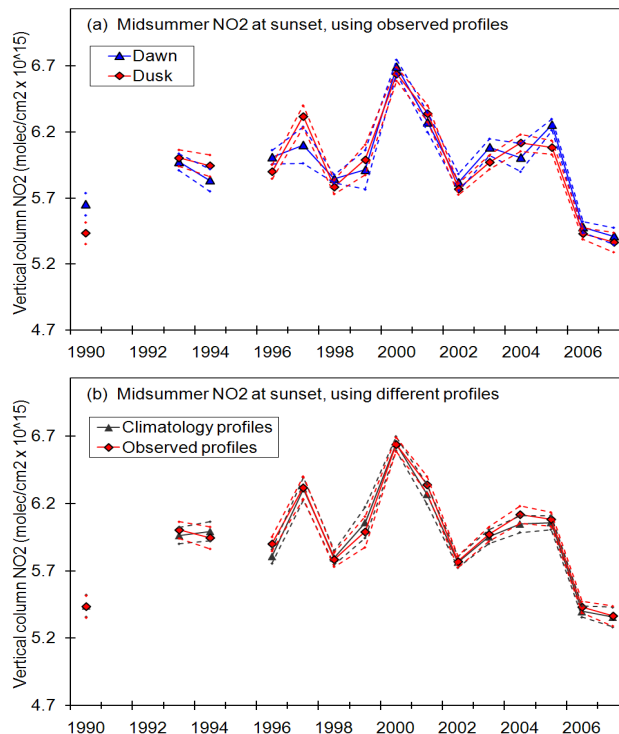 (a) Midsummer NO2 at sunset, using observed profiles
Dawn
Dusk
Vertical column NO2 (molec/cm2 x 10^15)
6.7
6.2
5.7
5.2
4.7
1990 1992 1994 1996 1998 2000 2002 2004 2006
(b) Midsummer NO2 at sunset, using different profiles
Climatology profiles
Observed profiles
Vertical column NO2 (molec/cm2 x 10^15)
6.7
6.2
5.7
5.2
4.7
1990 1992 1994 1996 1998 2000 2002 2004 2006